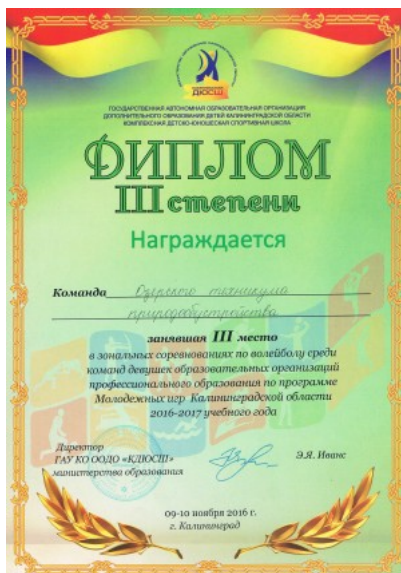 ДЮСШ
ГОСУДАРСТВЕННАЯ АВТОНОМНАЯ ОБРАЗОВАТЕЛЬНАЯ ОРГАНИЗАЦИЯ
ДОПОЛНИТЕЛЬНОГО ОБРАЗОВАНИЯ ДЕТЕЙ КАЛИНИНГРАДСКОЙ ОБЛАСТИ
КОМПЛЕКСНАЯ ДЕТСКО-ЮНОШЕСКАЯ СПОРТИВНАЯ ШКОЛА
ДИПЛОМ
III степени
Награждается
Команда Озерского техникума
природообустройства
занявшая III место
в зональных соревнованиях по волейболу среди
команд девушек образовательных организаций
профессионального образования по программе
Молодежных игр Калининградской области
2016-2017 учебного года
Директор
ГАУ КО ООДО «КДЮСШ»
министерства образования
Э.Я. Иванс
09-10 ноября 2016 г.
г. Калининград